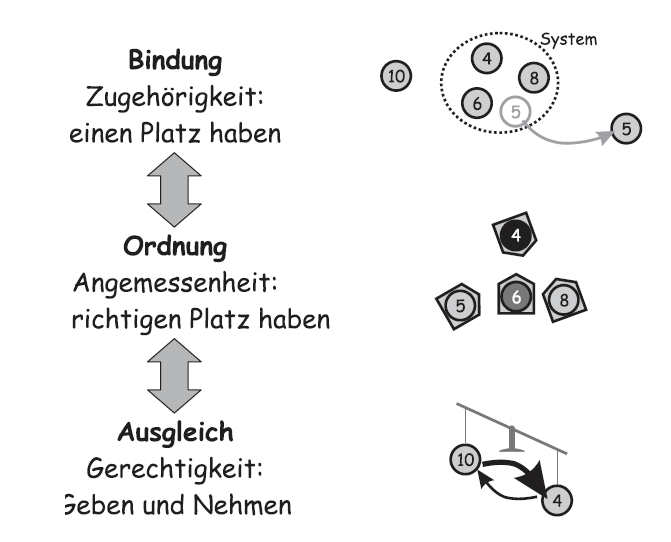 Bindung
Zugehörigkeit:
einen Platz haben
System
10
4
8
6
5
5
Ordnung
Angemessenheit:
richtigen Platz haben
4
5
6
8
Ausgleich
Gerechtigkeit:
Geben und Nehmen
10
4